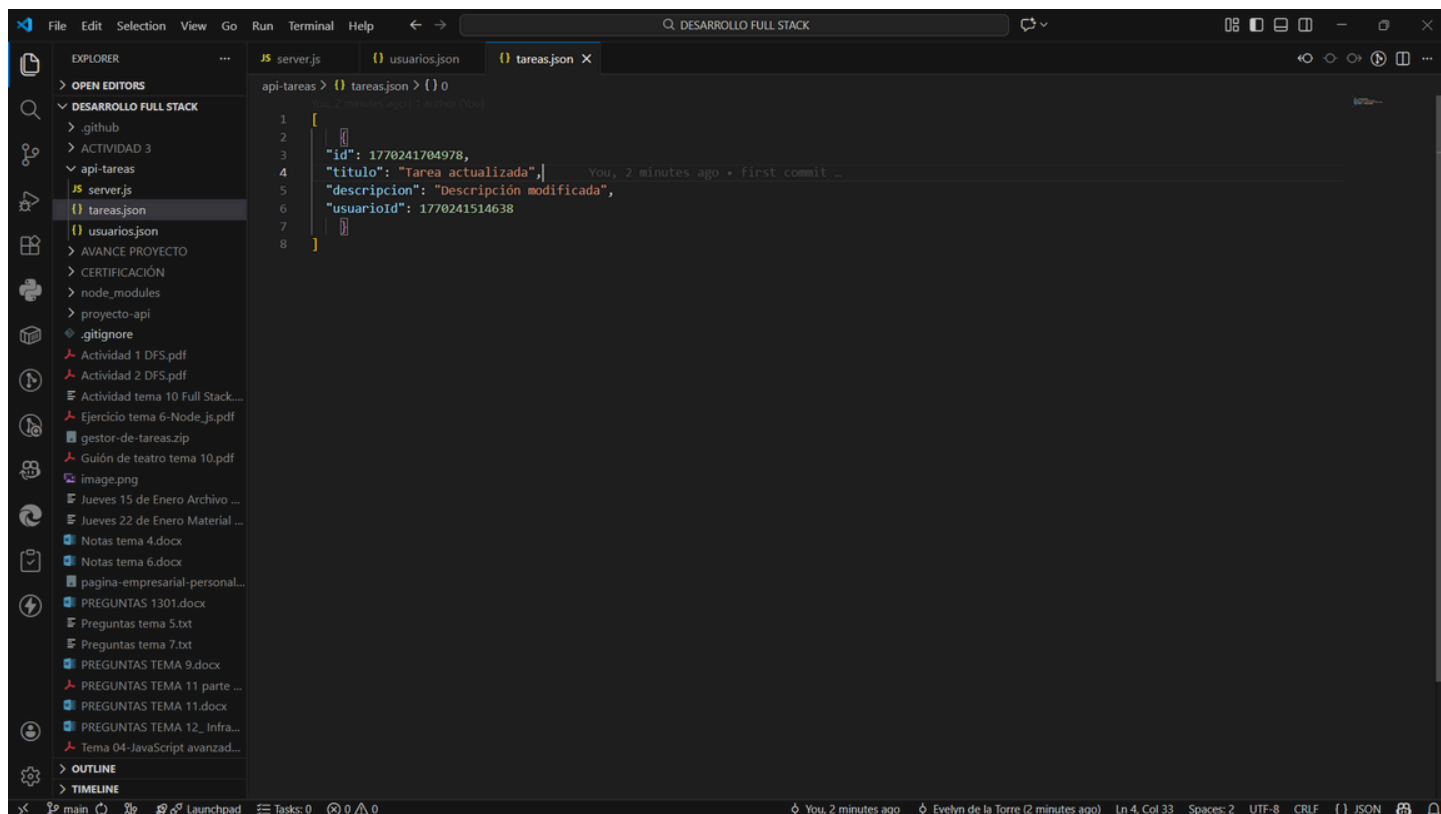 File Edit Selection View Go Run Terminal Help
DESARROLLO FULL STACK
EXPLORER
OPEN EDITORS
DESARROLLO FULL STACK
.github
ACTIVIDAD 3
api-tareas
JS server.js
{} tareas.json
{} usuarios.json
AVANCE PROYECTO
CERTIFICACIÓN
node_modules
proyecto-api
.gitignore
Actividad 1 DFS.pdf
Actividad 2 DFS.pdf
Actividad tema 10 Full Stack....
Ejercicio tema 6-Node_js.pdf
gestor-de-tareas.zip
Guión de teatro tema 10.pdf
image.png
Jueves 15 de Enero Archivo ...
Jueves 22 de Enero Material ...
Notas tema 4.docx
Notas tema 6.docx
pagina-empresarial-personal...
PREGUNTAS 1301.docx
Preguntas tema 5.txt
Preguntas tema 7.txt
PREGUNTAS TEMA 9.docx
PREGUNTAS TEMA 11 parte ...
PREGUNTAS TEMA 11.docx
PREGUNTAS TEMA 12_ Infra...
Tema 04-JavaScript avanzad...
OUTLINE
TIMELINE
JS server.js {} usuarios.json {} tareas.json
api-tareas > {} tareas.json > {} 0
You, 2 minutes ago | 1 author (You)
1 [
2 {
3 "id": 1770241704978,
4 "titulo": "Tarea actualizada", You, 2 minutes ago • first commit …
5 "descripcion": "Descripción modificada",
6 "usuarioId": 1770241514638
7 }
8 ]
main Launchpad Tasks: 0 0 0 You, 2 minutes ago Evelyn de la Torre (2 minutes ago) Ln 4, Col 33 Spaces: 2 UTF-8 CRLF {} JSON